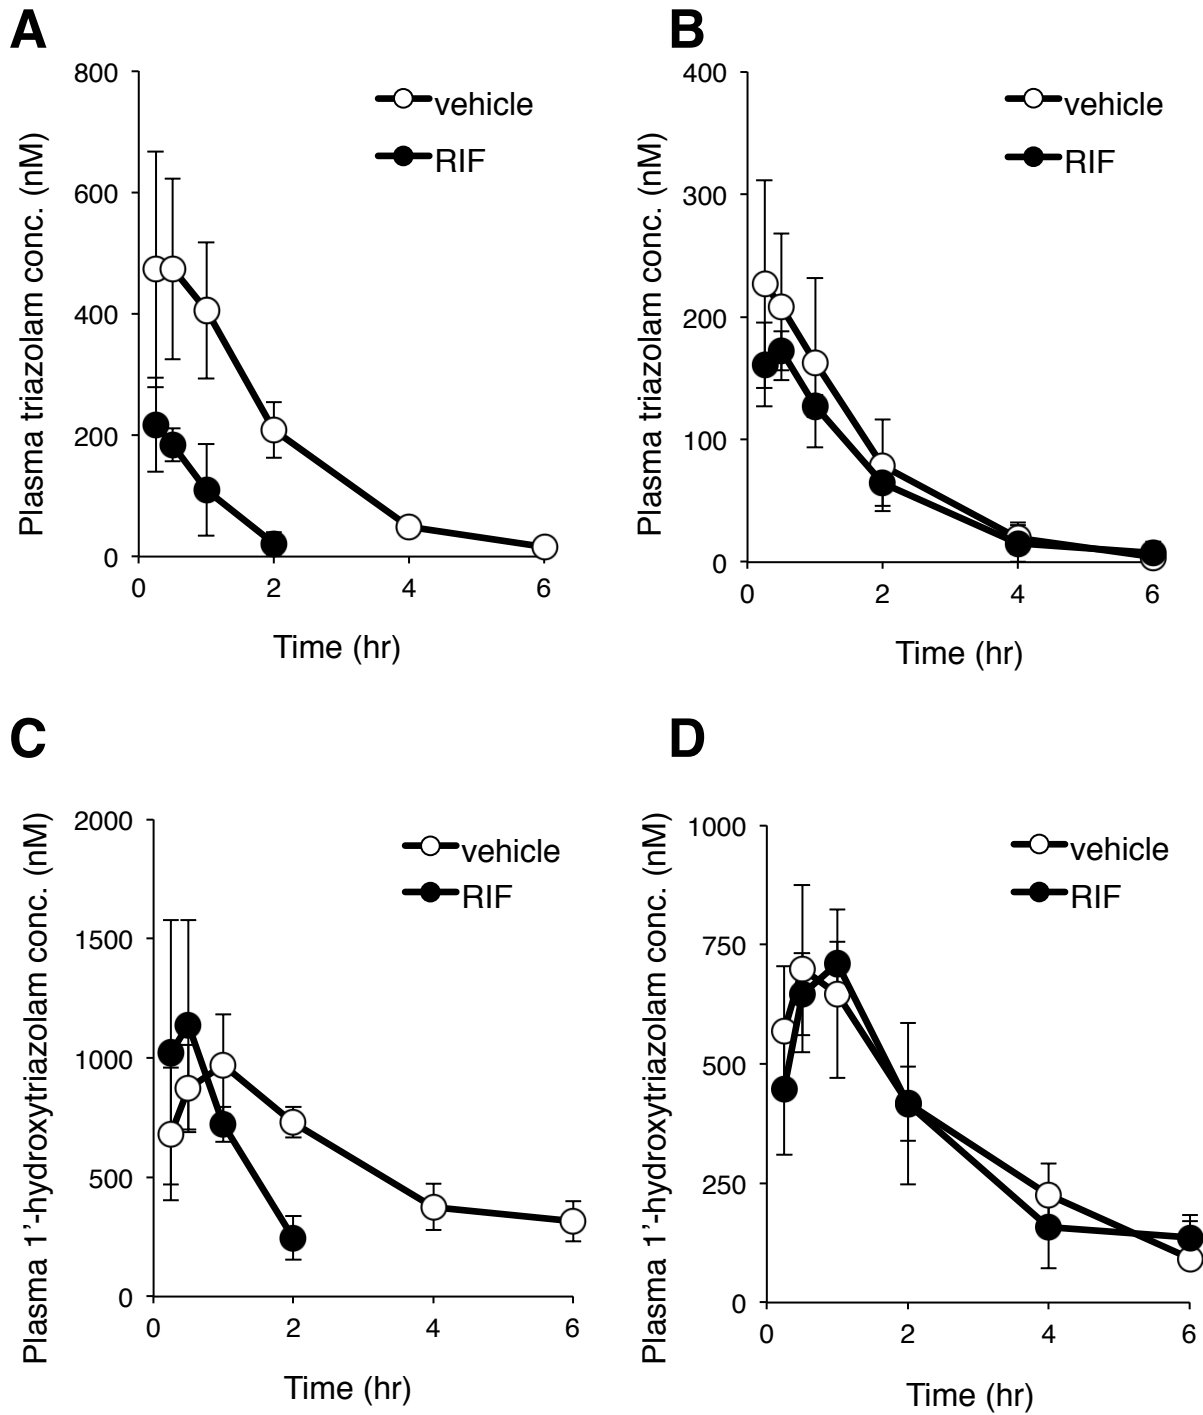 A
Plasma triazolam conc. (nM)
800
600
400
200
0
0 2 4 6
Time (hr)
vehicle
RIF
B
Plasma triazolam conc. (nM)
400
300
200
100
0
0 2 4 6
Time (hr)
vehicle
RIF
C
Plasma 1’-hydroxytriazolam conc. (nM)
2000
1500
1000
500
0
0 2 4 6
Time (hr)
vehicle
RIF
D
Plasma 1’-hydroxytriazolam conc. (nM)
1000
750
500
250
0
0 2 4 6
Time (hr)
vehicle
RIF